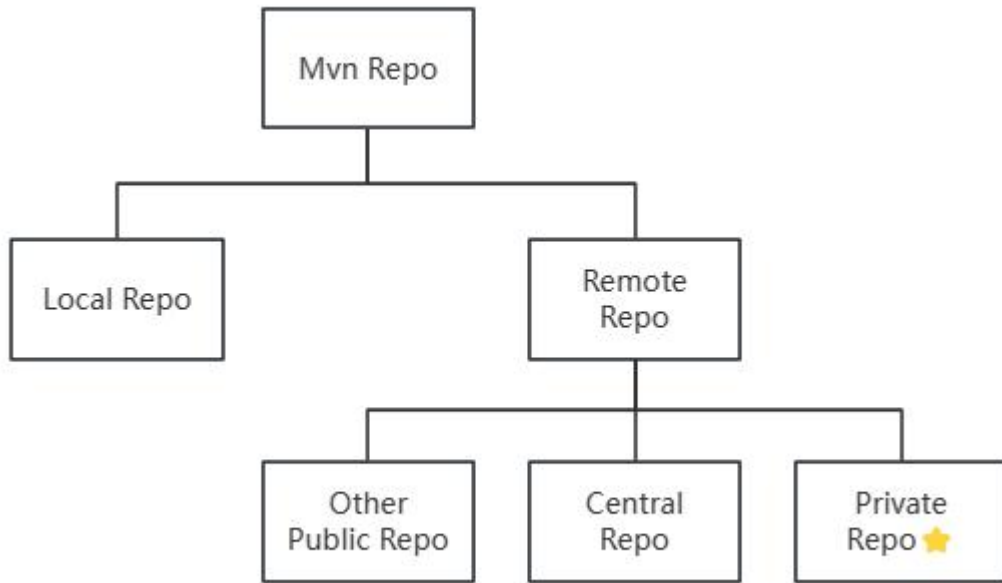 Mvn Repo
Local Repo
Remote
Repo
Other
Public Repo
Central
Repo
Private
Repo